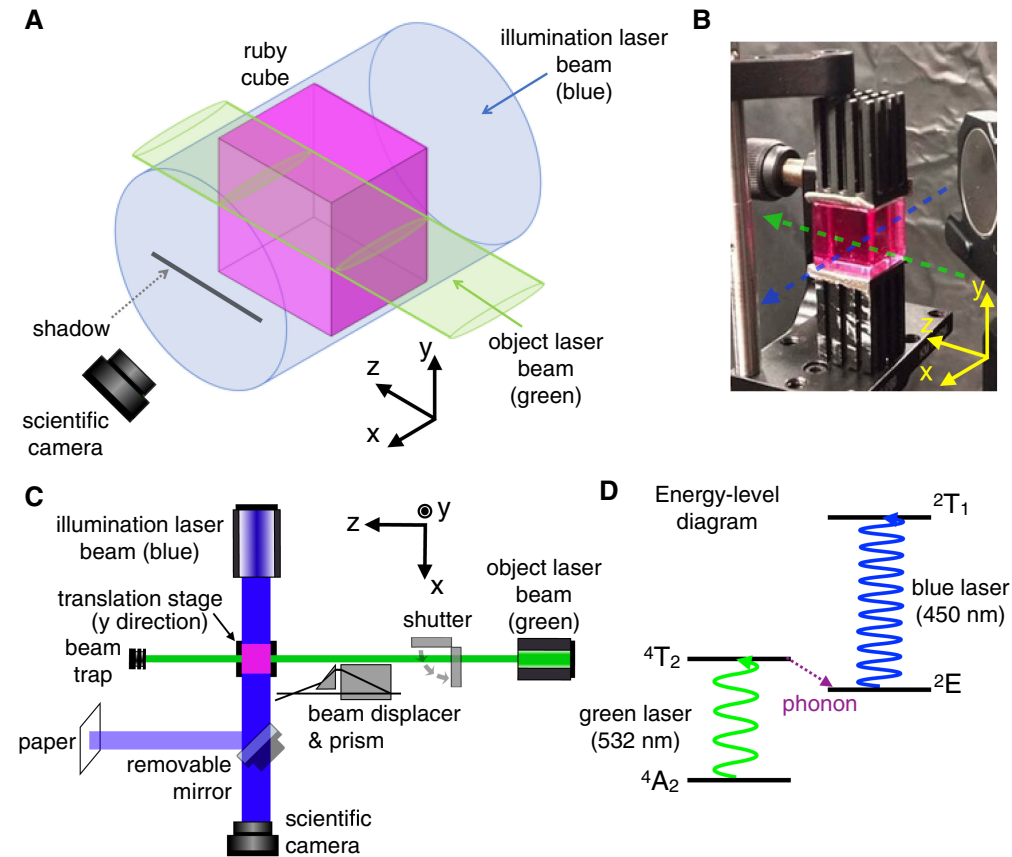 A
ruby
cube
illumination laser
beam
(blue)
shadow
scientific
camera
object laser
beam
(green)
y
z
x
B
y
z
x
C
illumination laser
beam (blue)
y
z
x
translation stage
(y direction)
beam
trap
shutter
object laser
beam
(green)
beam displacer
& prism
paper
removable
mirror
scientific
camera
D
Energy-level
diagram
²T₁
blue laser
(450 nm)
⁴T₂
²E
phonon
green laser
(532 nm)
⁴A₂